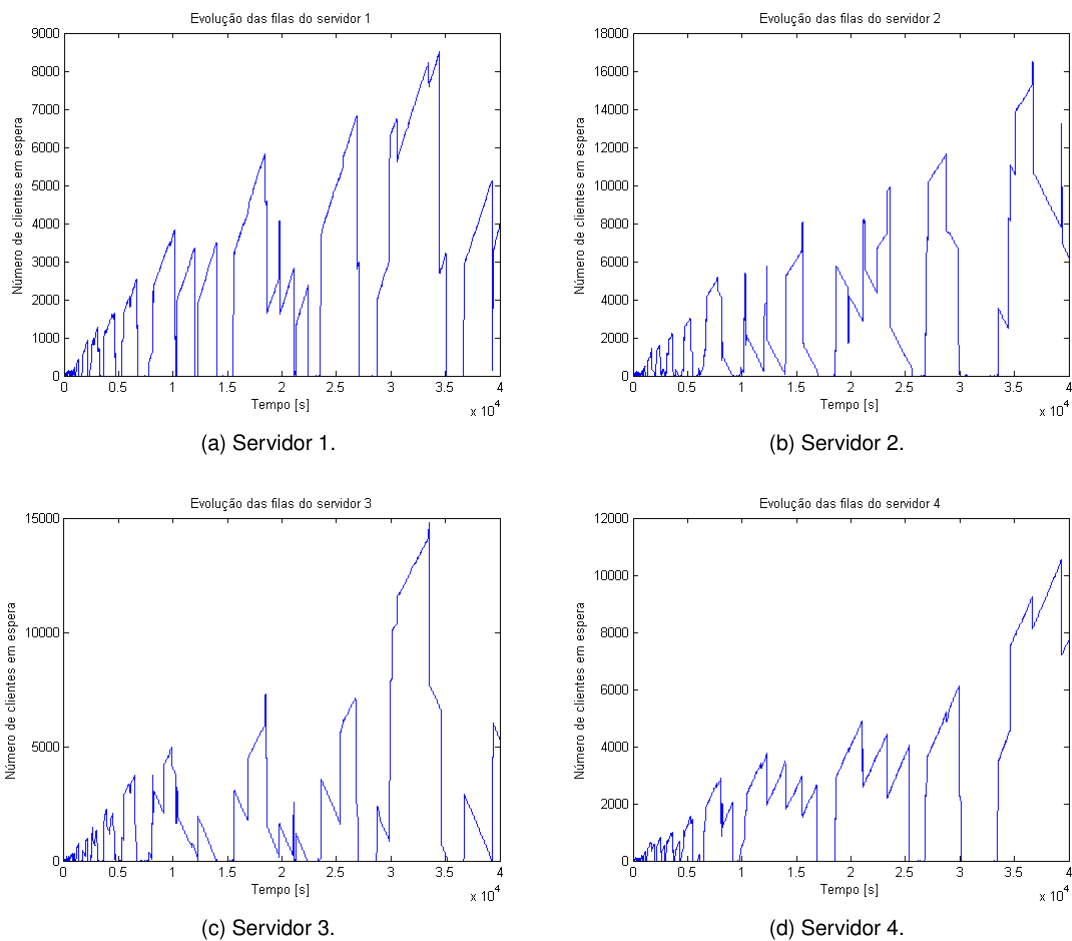 Evolução das filas do servidor 1
Número de clientes em espera
9000
8000
7000
6000
5000
4000
3000
2000
1000
0
0 0.5 1 1.5 2 2.5 3 3.5 4
Tempo [s]
x 10^4
(a) Servidor 1.
Evolução das filas do servidor 2
Número de clientes em espera
18000
16000
14000
12000
10000
8000
6000
4000
2000
0
0 0.5 1 1.5 2 2.5 3 3.5 4
Tempo [s]
x 10^4
(b) Servidor 2.
Evolução das filas do servidor 3
Número de clientes em espera
15000
10000
5000
0
0 0.5 1 1.5 2 2.5 3 3.5 4
Tempo [s]
x 10^4
(c) Servidor 3.
Evolução das filas do servidor 4
Número de clientes em espera
12000
10000
8000
6000
4000
2000
0
0 0.5 1 1.5 2 2.5 3 3.5 4
Tempo [s]
x 10^4
(d) Servidor 4.